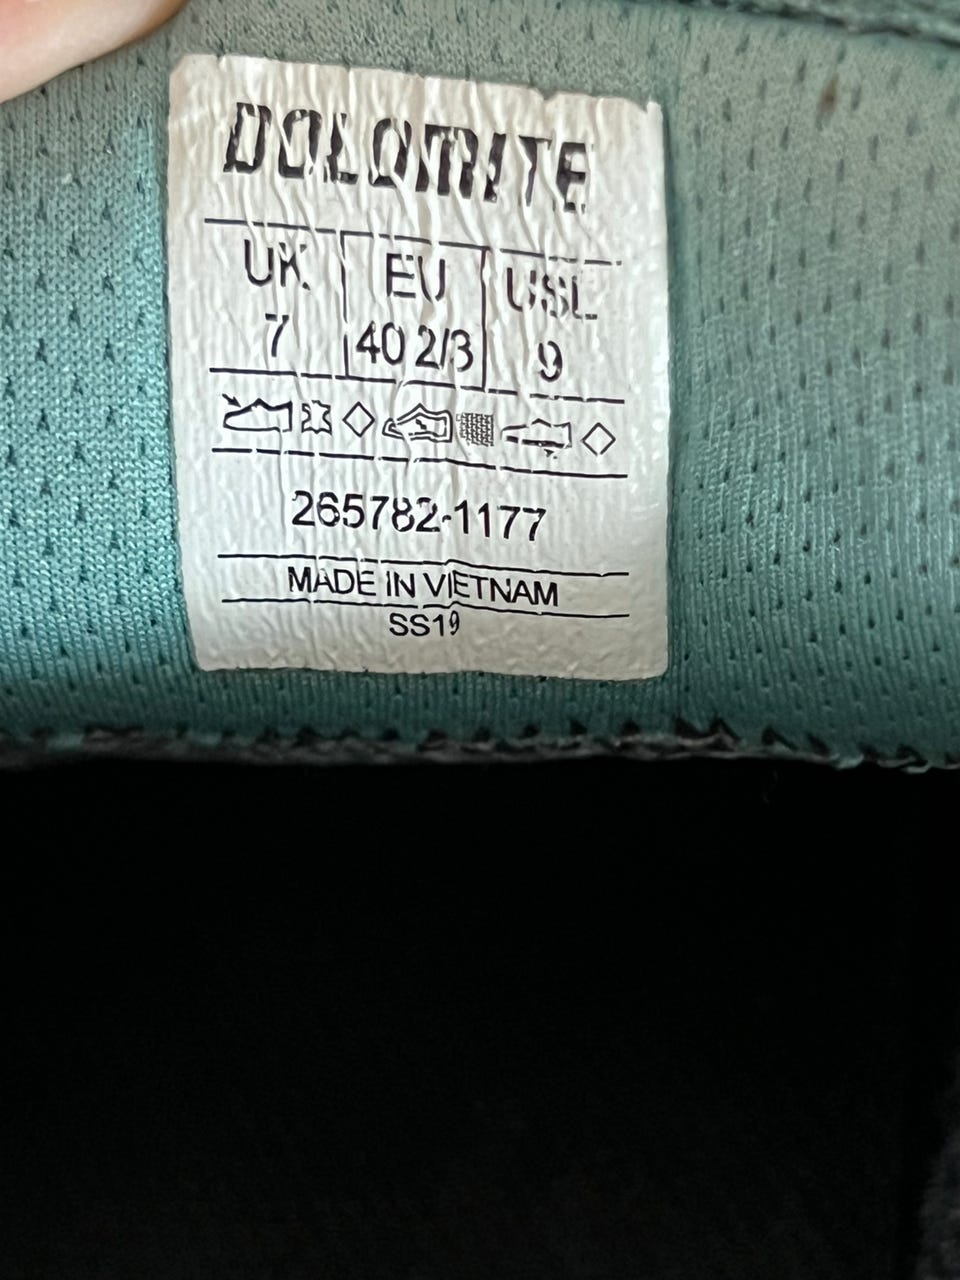 DOLOMITE
UK EU USL
7 40 2/3 9
265782-1177
MADE IN VIETNAM
SS19